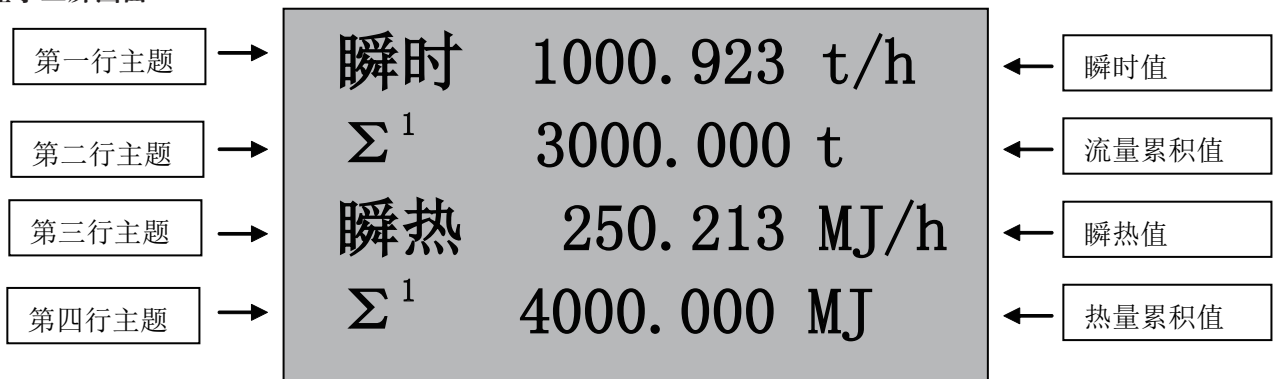 第一行主题 瞬时 1000.923 t/h 瞬时值
第二行主题 Σ1 3000.000 t 流量累积值
第三行主题 瞬热 250.213 MJ/h 瞬热值
第四行主题 Σ1 4000.000 MJ 热量累积值